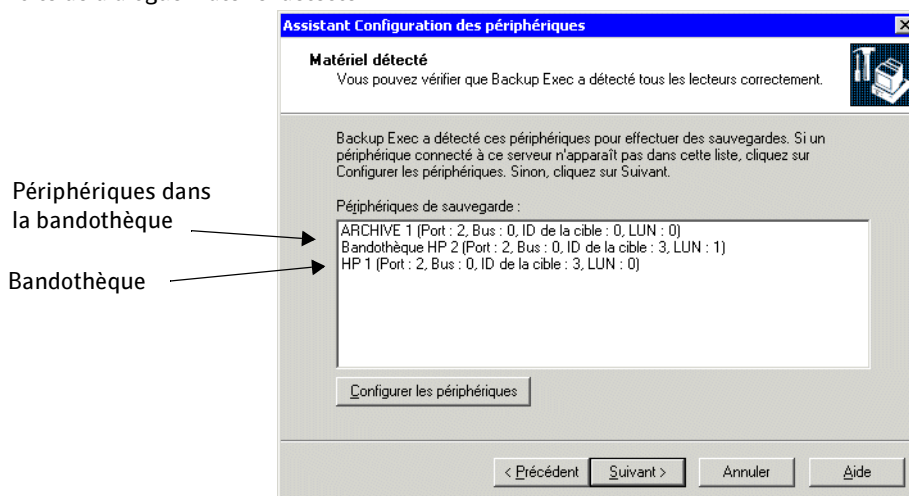 Assistant Configuration des périphériques
Matériel détecté
Vous pouvez vérifier que Backup Exec a détecté tous les lecteurs correctement.
Backup Exec a détecté ces périphériques pour effectuer des sauvegardes. Si un
périphérique connecté à ce serveur n'apparaît pas dans cette liste, cliquez sur
Configurer les périphériques. Sinon, cliquez sur Suivant.
Périphériques dans
la bandothèque
Périphériques de sauvegarde :
ARCHIVE 1 (Port : 2, Bus : 0, ID de la cible : 0, LUN : 0)
Bandothèque HP 2 (Port : 2, Bus : 0, ID de la cible : 3, LUN : 1)
HP 1 (Port : 2, Bus : 0, ID de la cible : 3, LUN : 0)
Bandothèque
Configurer les périphériques
< Précédent
Suivant >
Annuler
Aide